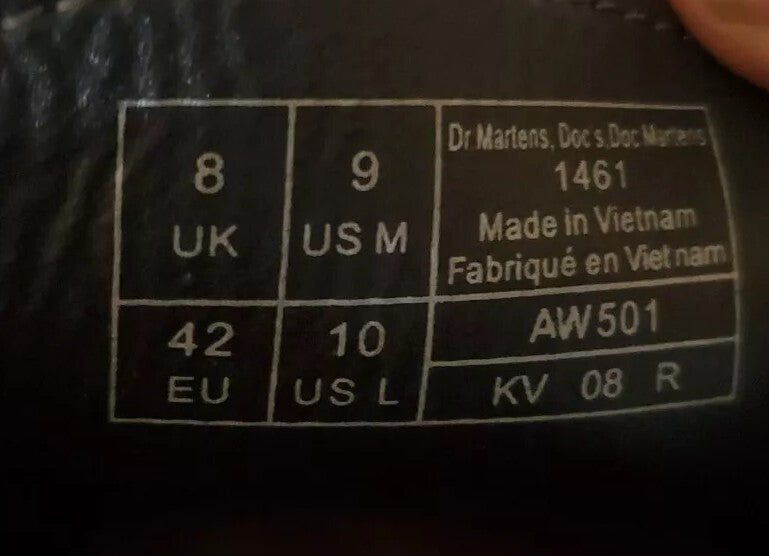 8
UK
9
US M
Dr Martens, Doc's, Doc Martens
1461
Made in Vietnam
Fabriqué en Vietnam
42
EU
10
US L
AW501
KV 08 R